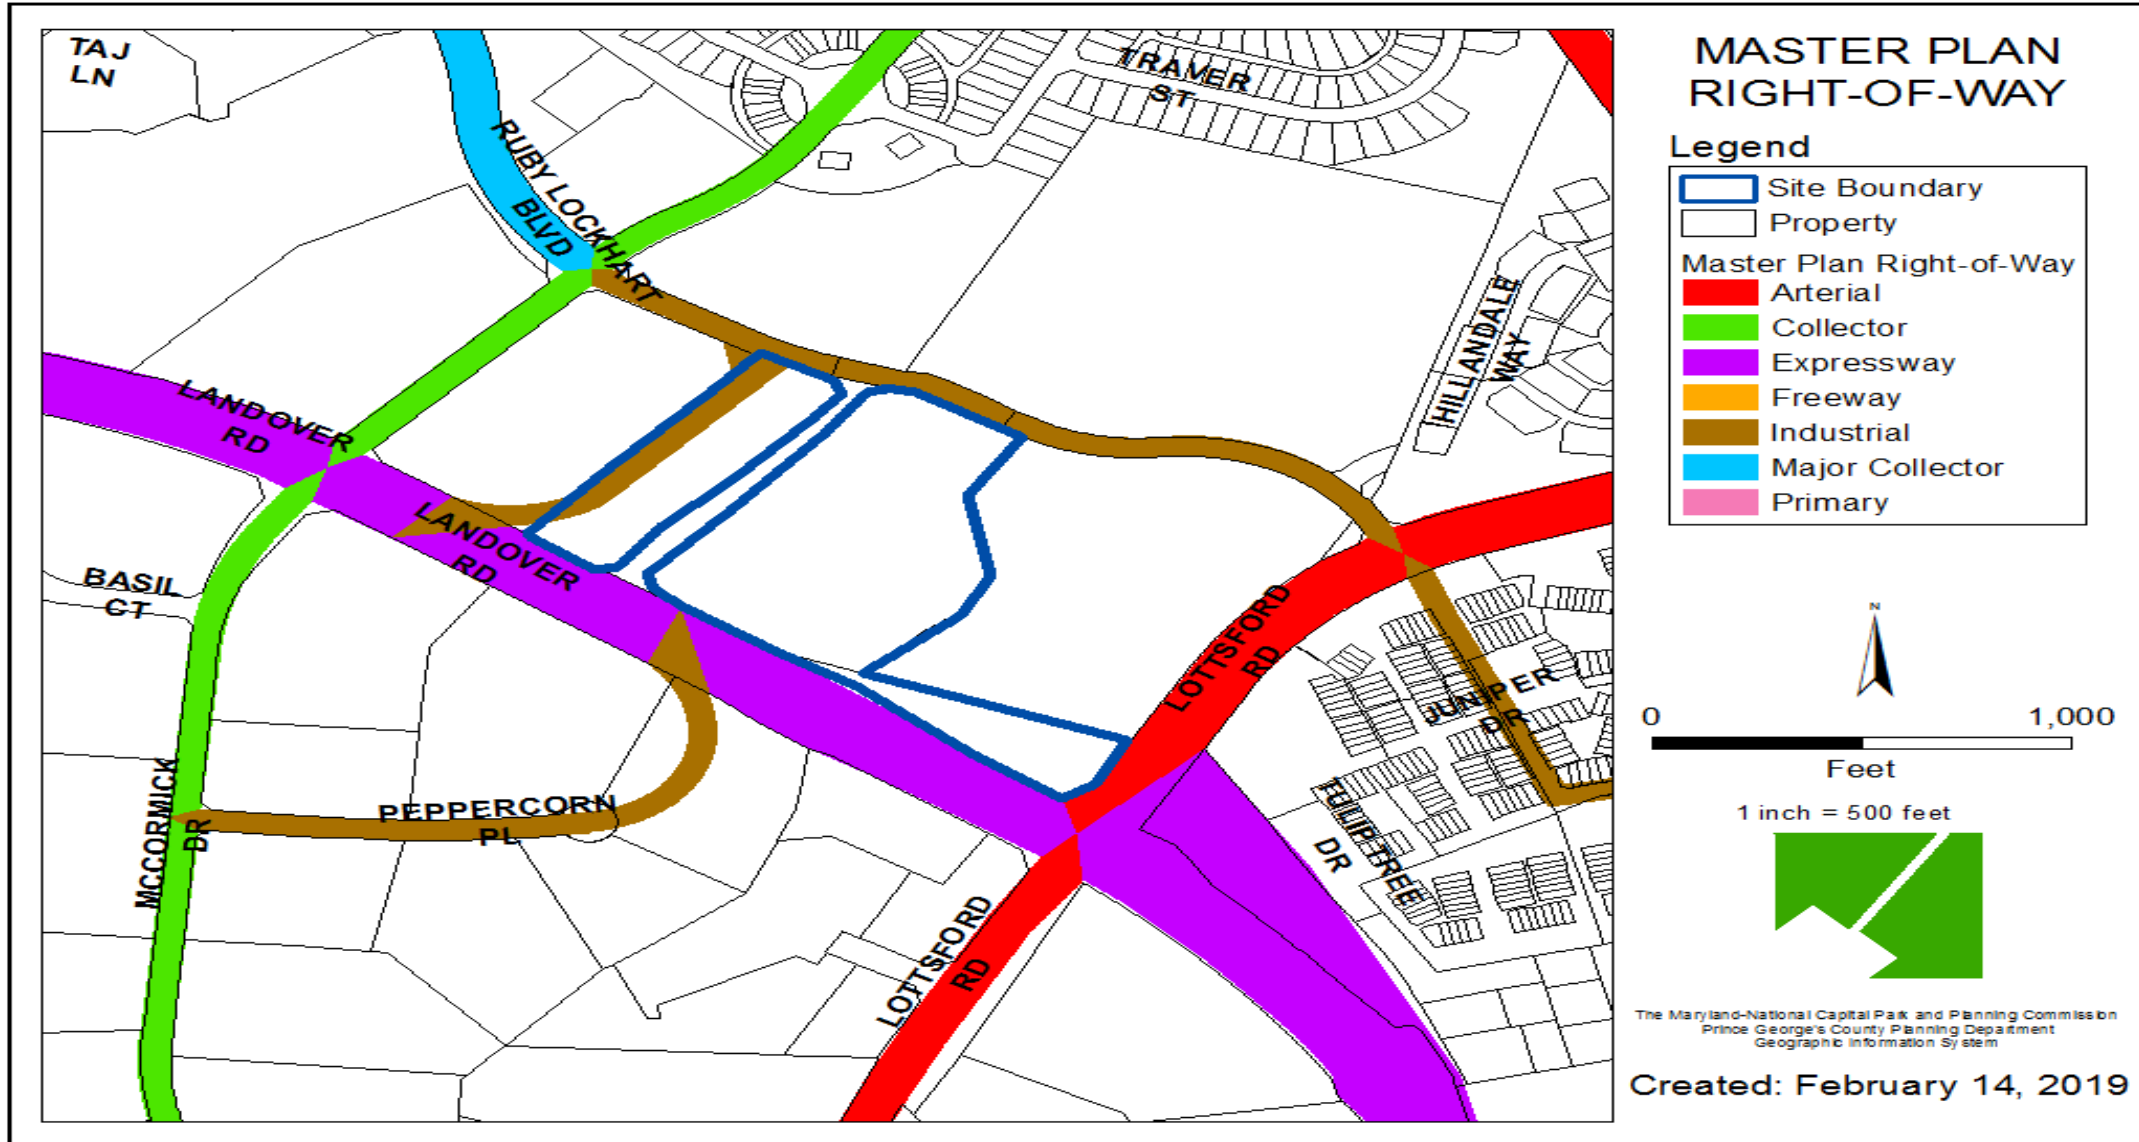 MASTER PLAN
RIGHT-OF-WAY
Legend
Site Boundary
Property
Master Plan Right-of-Way
Arterial
Collector
Expressway
Freeway
Industrial
Major Collector
Primary
N
0 1,000
Feet
1 inch = 500 feet
The Maryland-National Capital Park and Planning Commission
Prince George's County Planning Department
Geographic Information System
Created: February 14, 2019
TAJ
LN
TRAVER
ST
RUBY LOCKHART
BLVD
HILLANDALE
WAY
LANDOVER
RD
LANDOVER
RD
BASIL
CT
LOTTSFORD
RD
JUNIPER
DR
MCCORMICK
DR
PEPPERCORN
PL
TULIP TREE
DR
LOTTSFORD
RD